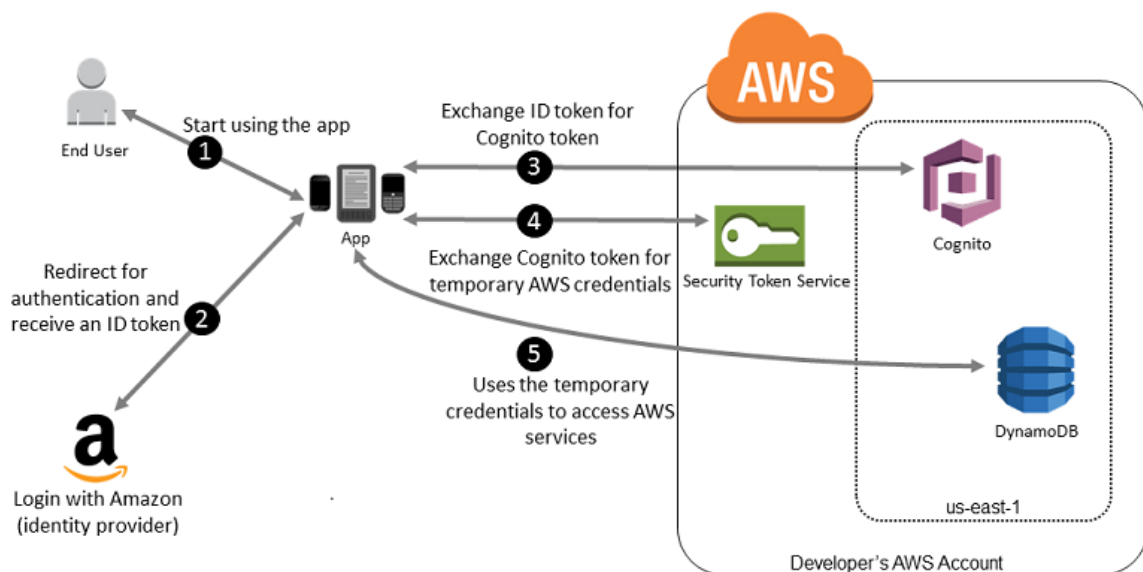 AWS
End User
Start using the app
1
Exchange ID token for
Cognito token
3
App
4
Exchange Cognito token for
temporary AWS credentials
Security Token Service
Cognito
Redirect for
authentication and
receive an ID token
2
5
Uses the temporary
credentials to access AWS
services
DynamoDB
a
Login with Amazon
(identity provider)
us-east-1
Developer's AWS Account